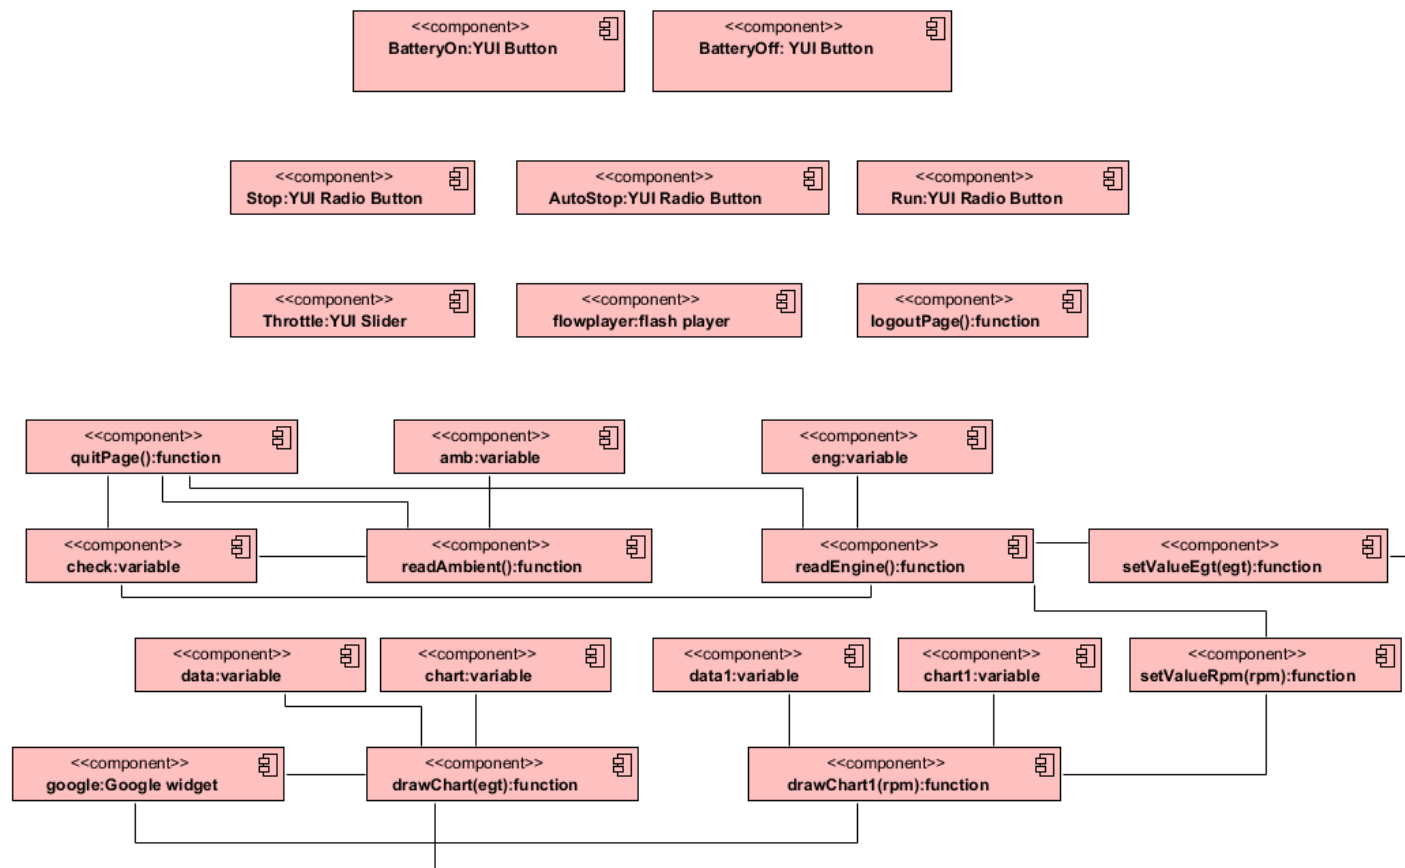 <<component>>
BatteryOn:YUI Button
<<component>>
BatteryOff: YUI Button
<<component>>
Stop:YUI Radio Button
<<component>>
AutoStop:YUI Radio Button
<<component>>
Run:YUI Radio Button
<<component>>
Throttle:YUI Slider
<<component>>
flowplayer:flash player
<<component>>
logoutPage():function
<<component>>
quitPage():function
<<component>>
amb:variable
<<component>>
eng:variable
<<component>>
check:variable
<<component>>
readAmbient():function
<<component>>
readEngine():function
<<component>>
setValueEgt(egt):function
<<component>>
data:variable
<<component>>
chart:variable
<<component>>
data1:variable
<<component>>
chart1:variable
<<component>>
setValueRpm(rpm):function
<<component>>
google:Google widget
<<component>>
drawChart(egt):function
<<component>>
drawChart1(rpm):function